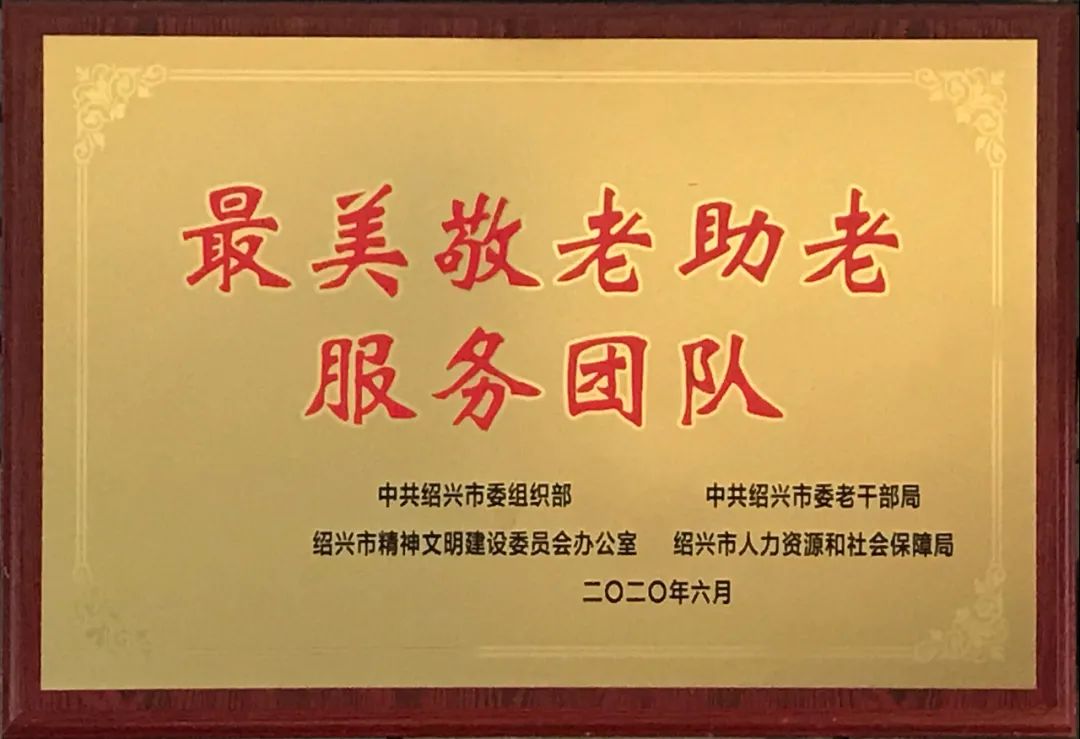 最美敬老助老
服务团队
中共绍兴市委组织部 中共绍兴市委老干部局
绍兴市精神文明建设委员会办公室 绍兴市人力资源和社会保障局
二〇二〇年六月